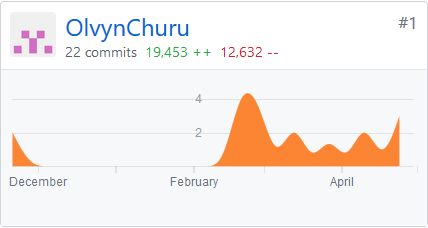 OlvynChuru #1
22 commits 19,453 ++ 12,632 --
4
2
December February April